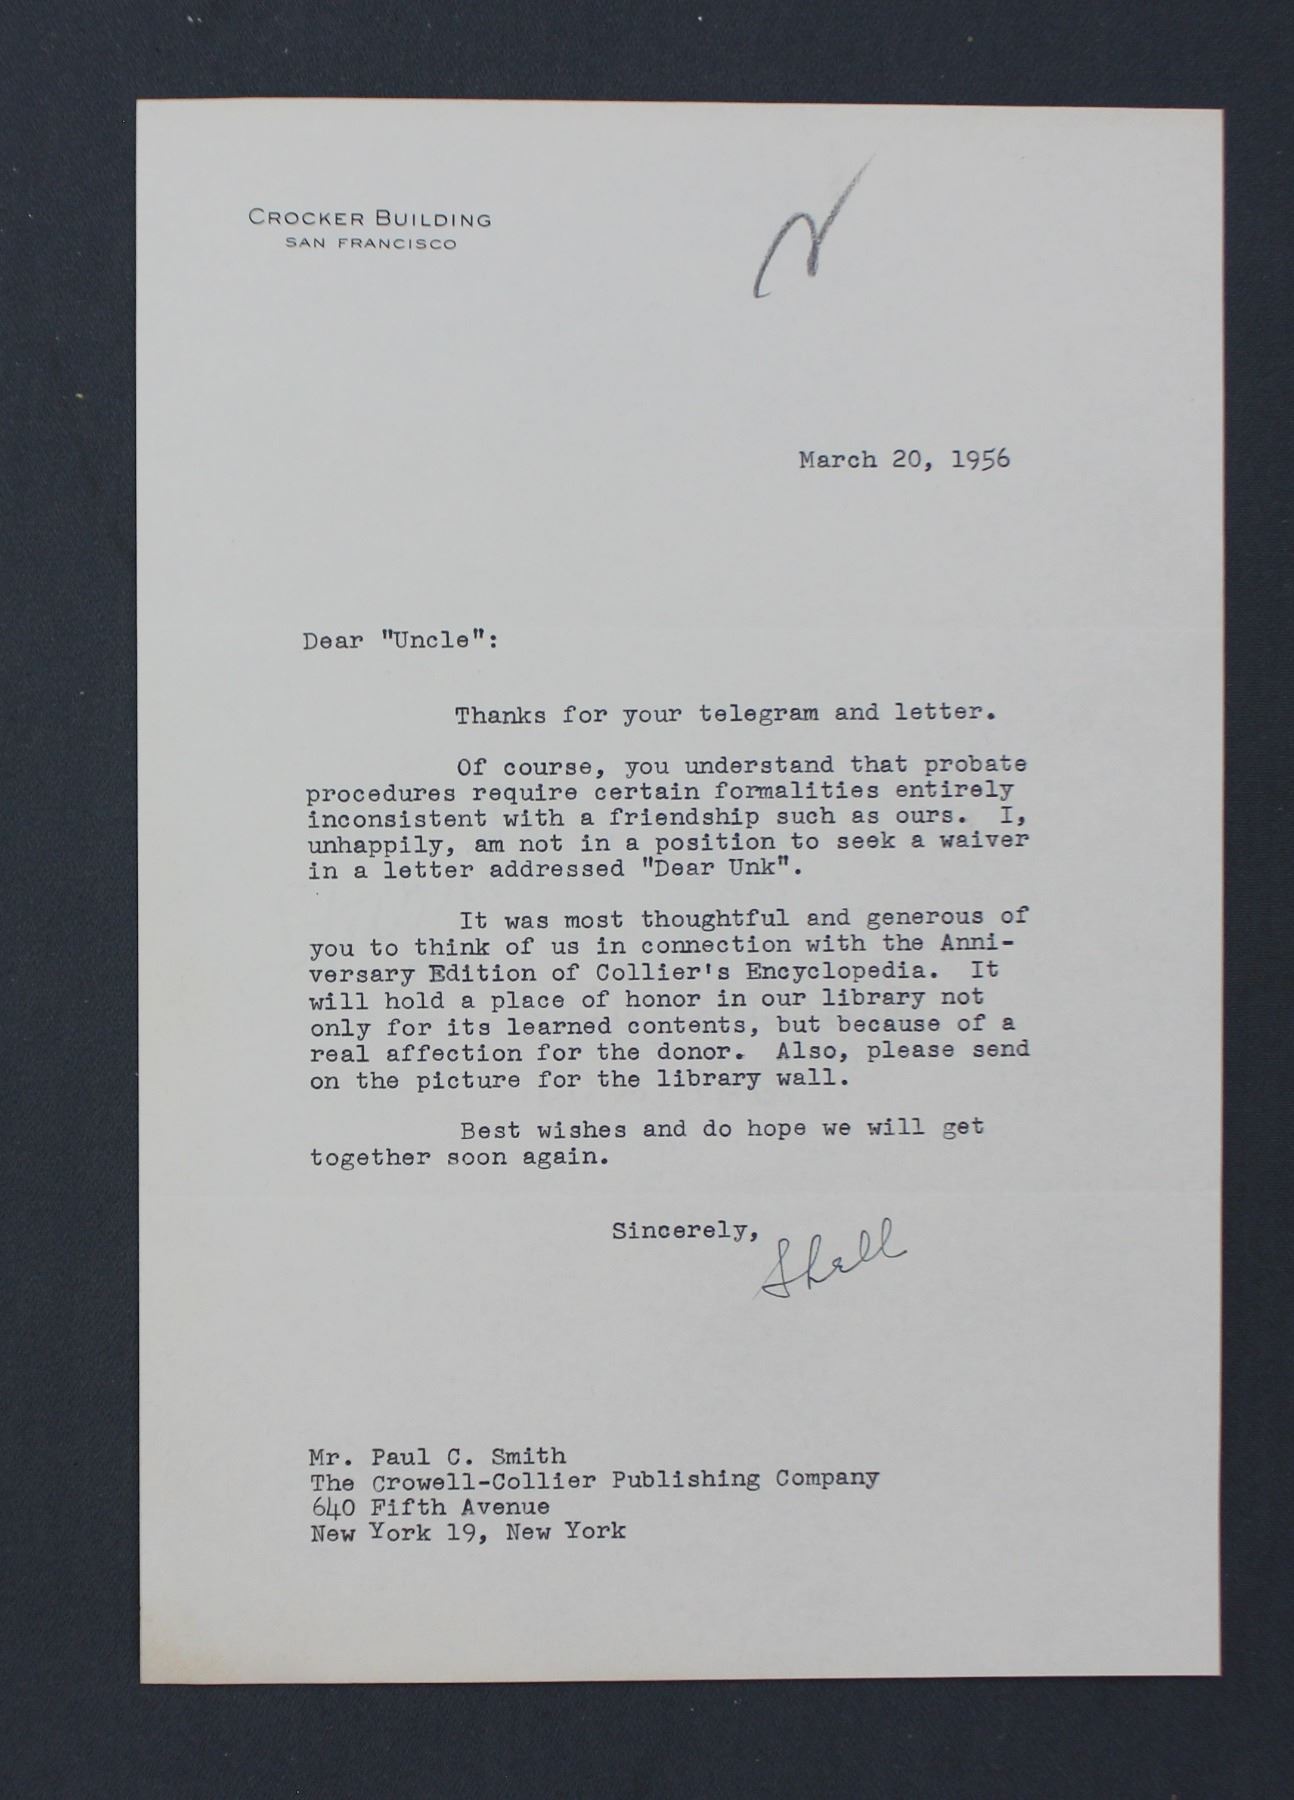 CROCKER BUILDING
SAN FRANCISCO
March 20, 1956
Dear "Uncle":
Thanks for your telegram and letter.
Of course, you understand that probate
procedures require certain formalities entirely
inconsistent with a friendship such as ours. I,
unhappily, am not in a position to seek a waiver
in a letter addressed "Dear Unk".
It was most thoughtful and generous of
you to think of us in connection with the Anni-
versary Edition of Collier's Encyclopedia. It
will hold a place of honor in our library not
only for its learned contents, but because of a
real affection for the donor. Also, please send
on the picture for the library wall.
Best wishes and do hope we will get
together soon again.
Sincerely,
Shell
Mr. Paul C. Smith
The Crowell-Collier Publishing Company
640 Fifth Avenue
New York 19, New York